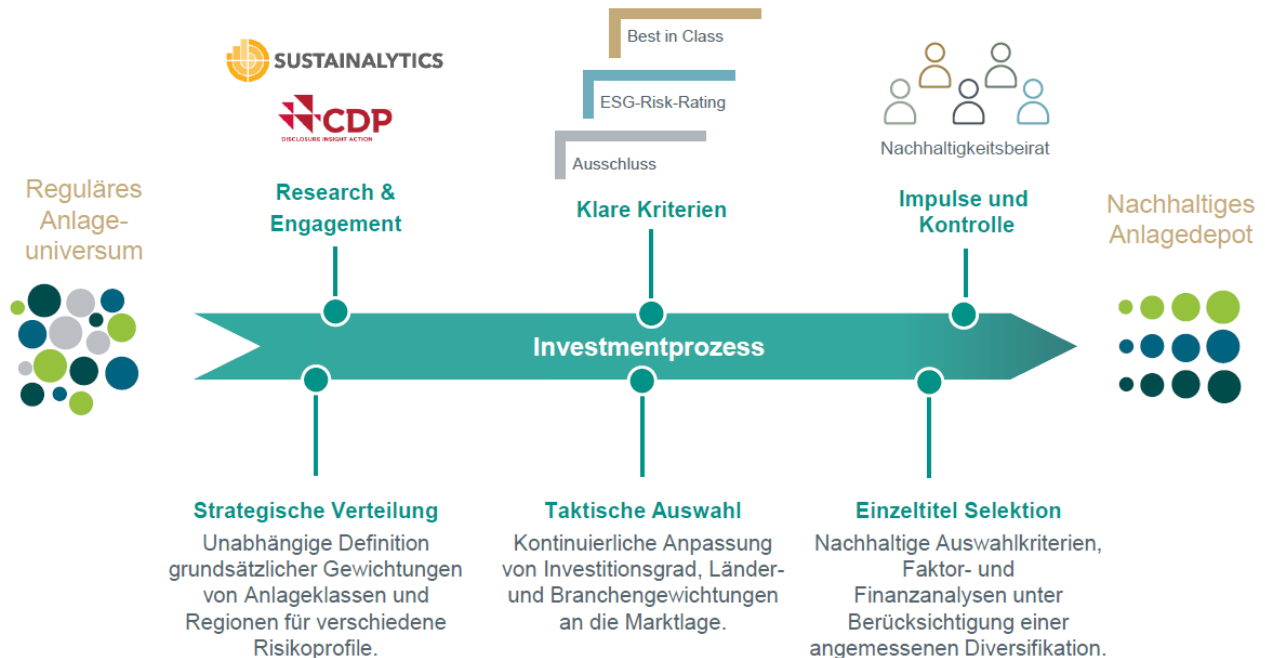 SUSTAINALYTICS
CDP
DISCLOSURE INSIGHT ACTION
Best in Class
ESG-Risk-Rating
Ausschluss
Nachhaltigkeitsbeirat
Reguläres
Anlage-
universum
Research &
Engagement
Klare Kriterien
Impulse und
Kontrolle
Nachhaltiges
Anlagedepot
Investmentprozess
Strategische Verteilung
Unabhängige Definition
grundsätzlicher Gewichtungen
von Anlageklassen und
Regionen für verschiedene
Risikoprofile.
Taktische Auswahl
Kontinuierliche Anpassung
von Investitionsgrad, Länder-
und Branchengewichtungen
an die Marktlage.
Einzeltitel Selektion
Nachhaltige Auswahlkriterien,
Faktor- und
Finanzanalysen unter
Berücksichtigung einer
angemessenen Diversifikation.